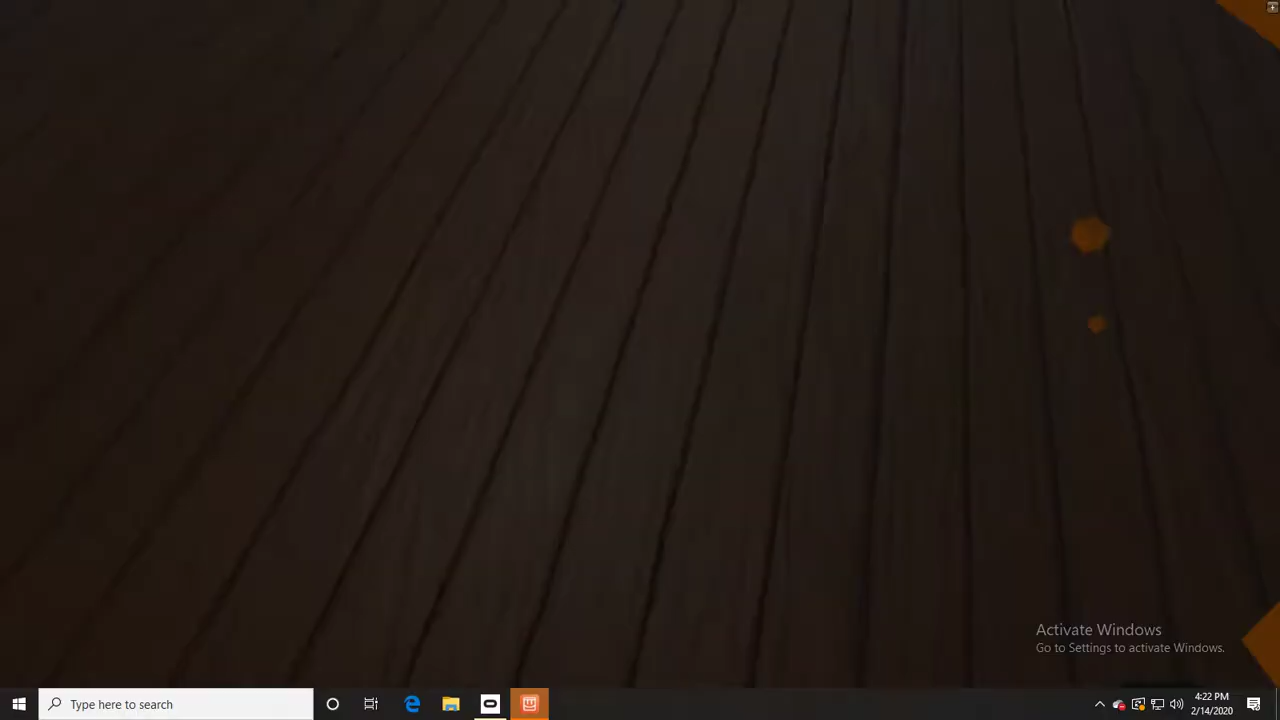 Activate Windows
Go to Settings to activate Windows.
Type here to search
4:22 PM
2/14/2020